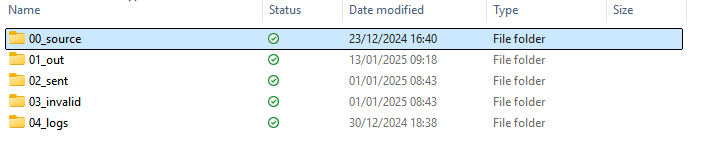 Name Status Date modified Type Size
00_source 23/12/2024 16:40 File folder
01_out 13/01/2025 09:18 File folder
02_sent 01/01/2025 08:43 File folder
03_invalid 01/01/2025 08:43 File folder
04_logs 30/12/2024 18:38 File folder